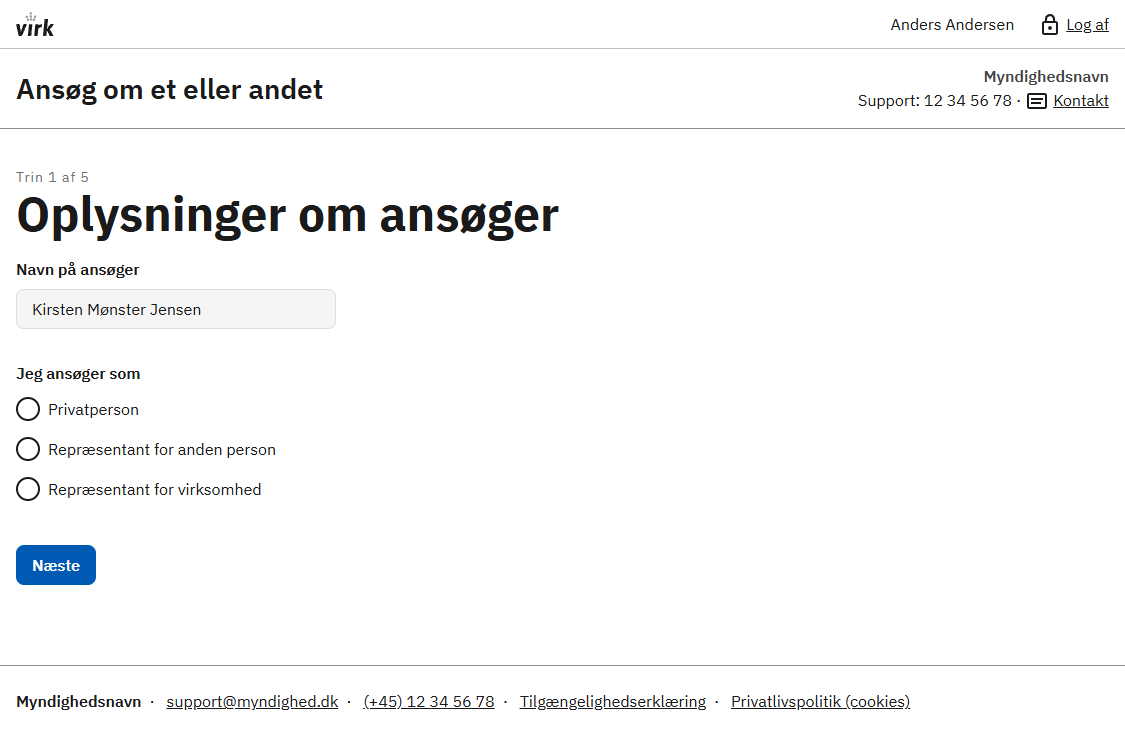 virk
Anders Andersen Log af
Ansøg om et eller andet
Myndighedsnavn
Support: 12 34 56 78 · Kontakt
Trin 1 af 5
Oplysninger om ansøger
Navn på ansøger
Kirsten Mønster Jensen
Jeg ansøger som
Privatperson
Repræsentant for anden person
Repræsentant for virksomhed
Næste
Myndighedsnavn · support@myndighed.dk · (+45) 12 34 56 78 · Tilgængelighedserklæring · Privatlivspolitik (cookies)